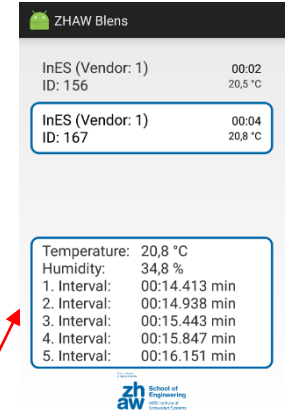 ZHAW Blens
InES (Vendor: 1) 00:02
ID: 156 20,5 °C
InES (Vendor: 1) 00:04
ID: 167 20,8 °C
Temperature: 20,8 °C
Humidity: 34,8 %
1. Interval: 00:14.413 min
2. Interval: 00:14.938 min
3. Interval: 00:15.443 min
4. Interval: 00:15.847 min
5. Interval: 00:16.151 min
zh
aw
School of
Engineering